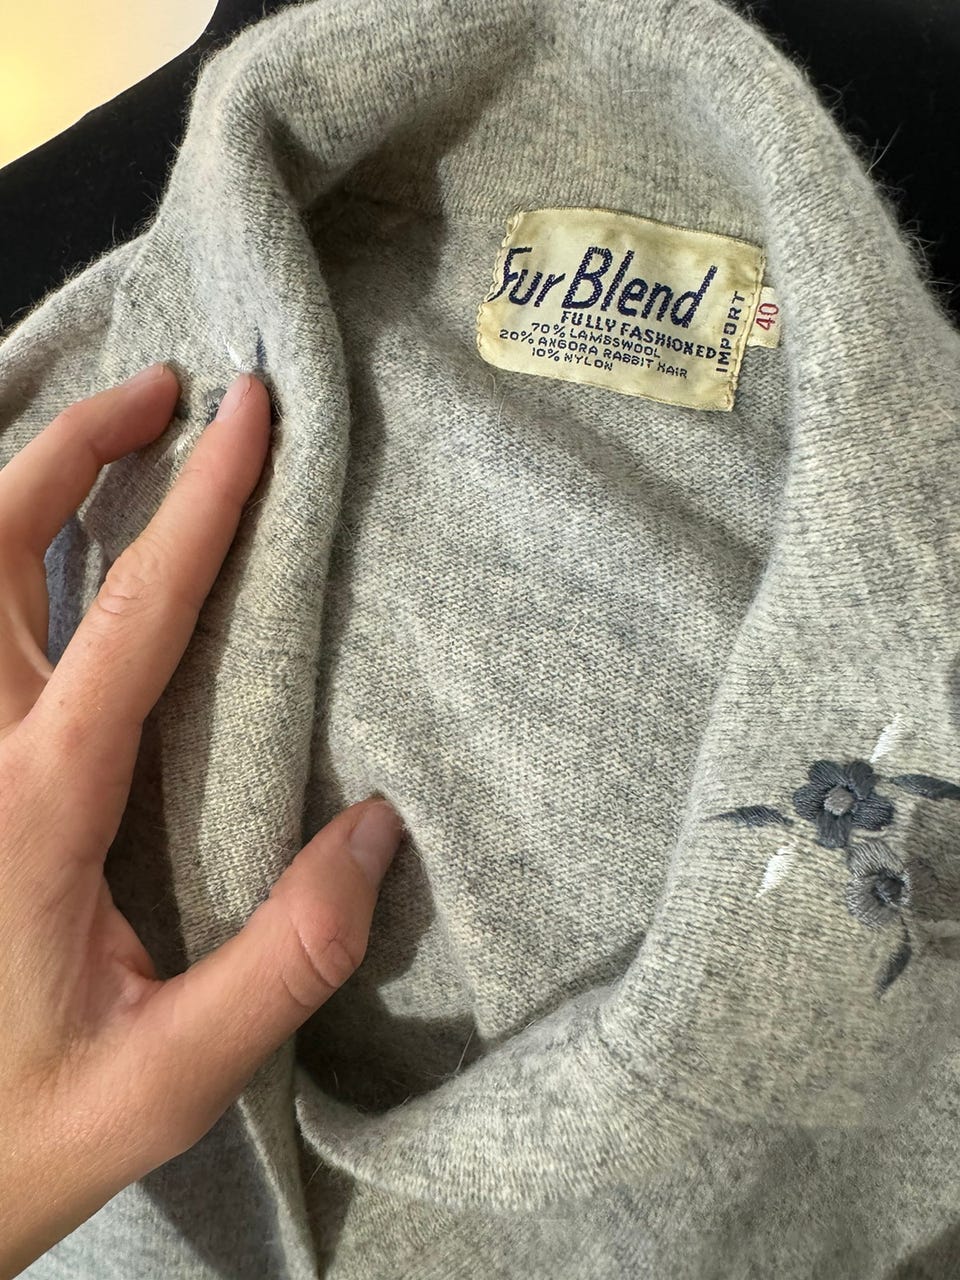 Fur Blend
FULLY FASHIONED
70% LAMBSWOOL
20% ANGORA RABBIT HAIR
10% NYLON
IMPORT
40